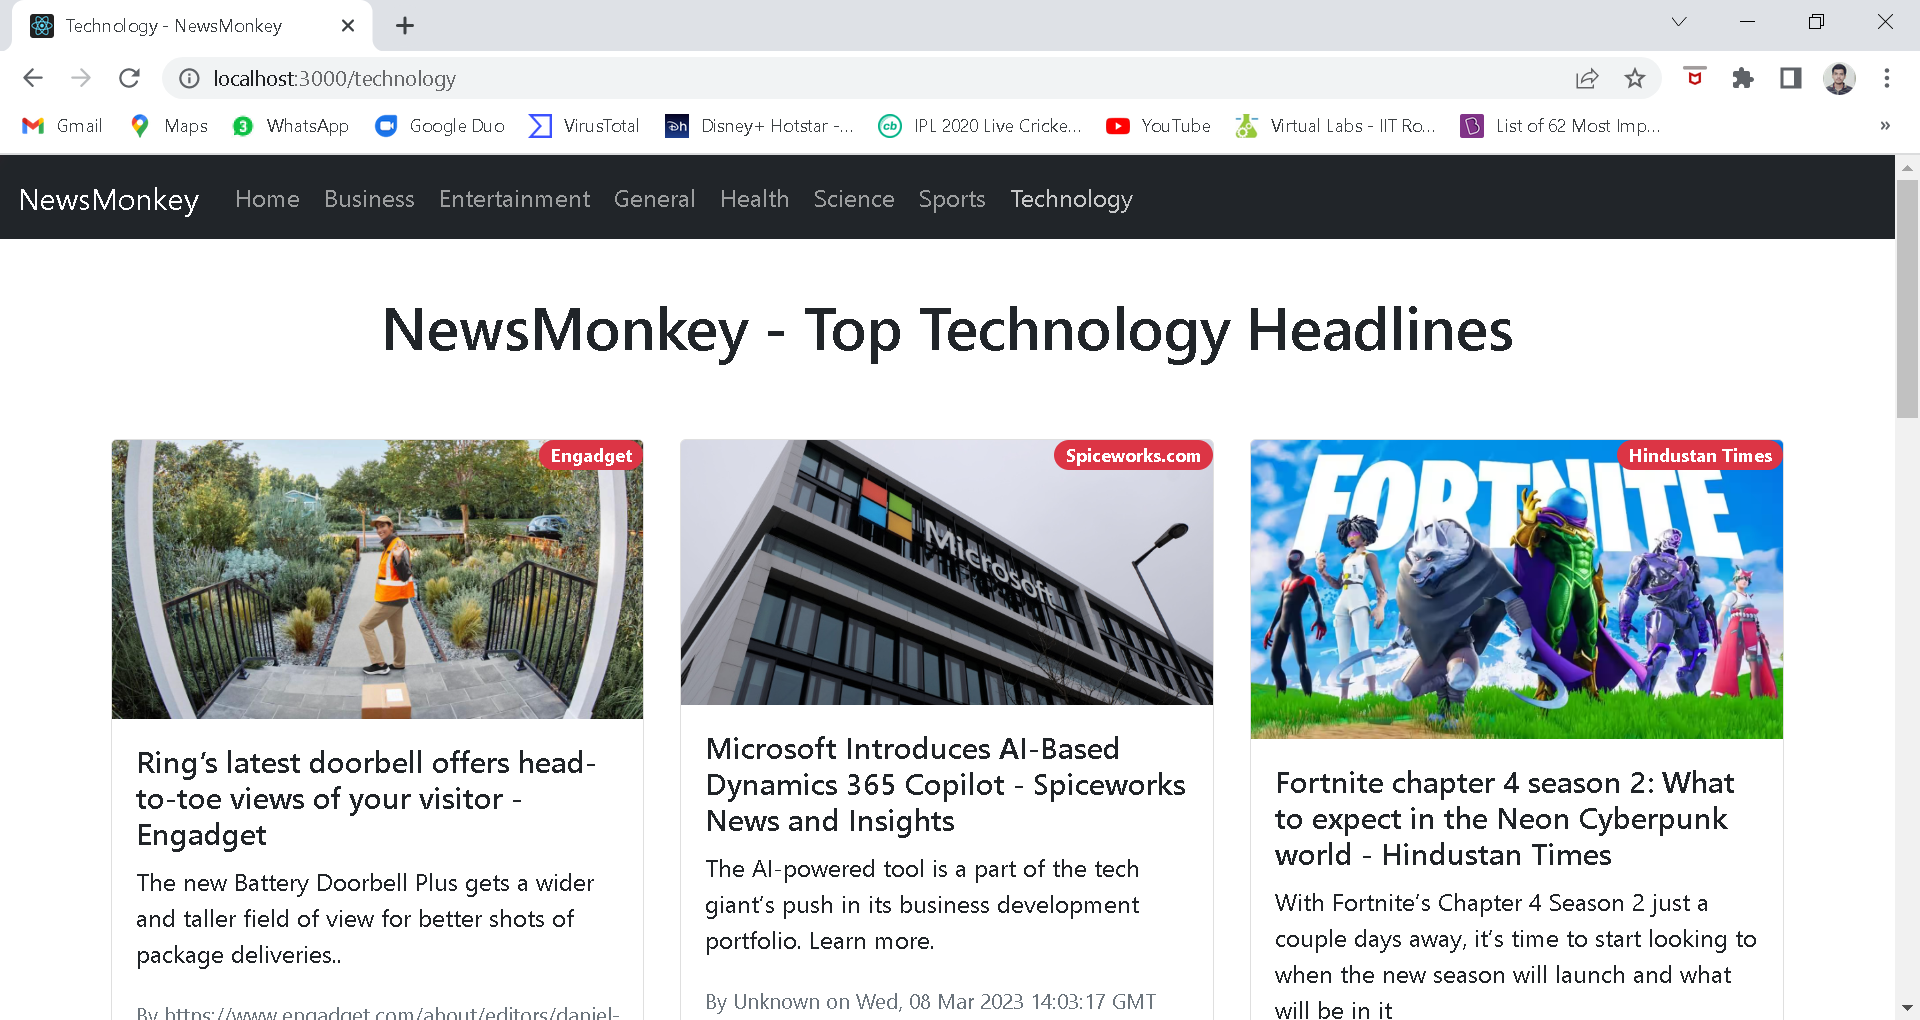 Technology - NewsMonkey
localhost:3000/technology
Gmail Maps 3 WhatsApp Google Duo VirusTotal Dh Disney+ Hotstar -... cb IPL 2020 Live Cricke... YouTube Virtual Labs - IIT Ro... List of 62 Most Imp... »
NewsMonkey Home Business Entertainment General Health Science Sports Technology
NewsMonkey - Top Technology Headlines
Engadget
Ring’s latest doorbell offers head-
to-toe views of your visitor -
Engadget
The new Battery Doorbell Plus gets a wider
and taller field of view for better shots of
package deliveries..
By https://www.engadget.com/about/editors/daniel-
Spiceworks.com
Microsoft
Microsoft Introduces AI-Based
Dynamics 365 Copilot - Spiceworks
News and Insights
The AI-powered tool is a part of the tech
giant’s push in its business development
portfolio. Learn more.
By Unknown on Wed, 08 Mar 2023 14:03:17 GMT
Hindustan Times
FORTNITE
Fortnite chapter 4 season 2: What
to expect in the Neon Cyberpunk
world - Hindustan Times
With Fortnite’s Chapter 4 Season 2 just a
couple days away, it’s time to start looking to
when the new season will launch and what
will be in it